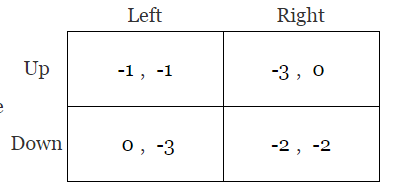 Left Right
Up -1 , -1 -3 , 0
e
Down 0 , -3 -2 , -2